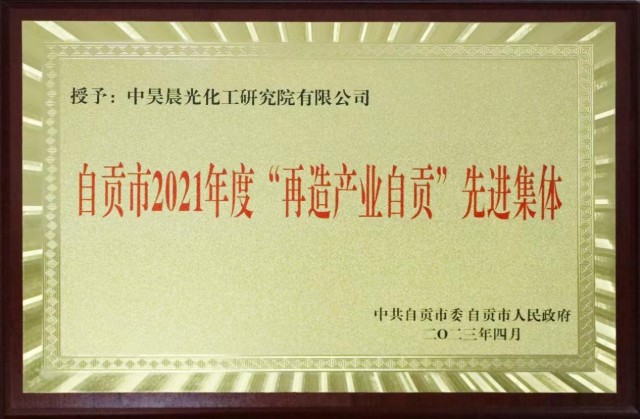 授予：中昊晨光化工研究院有限公司
自贡市2021年度“再造产业自贡”先进集体
中共自贡市委 自贡市人民政府
二〇二三年四月